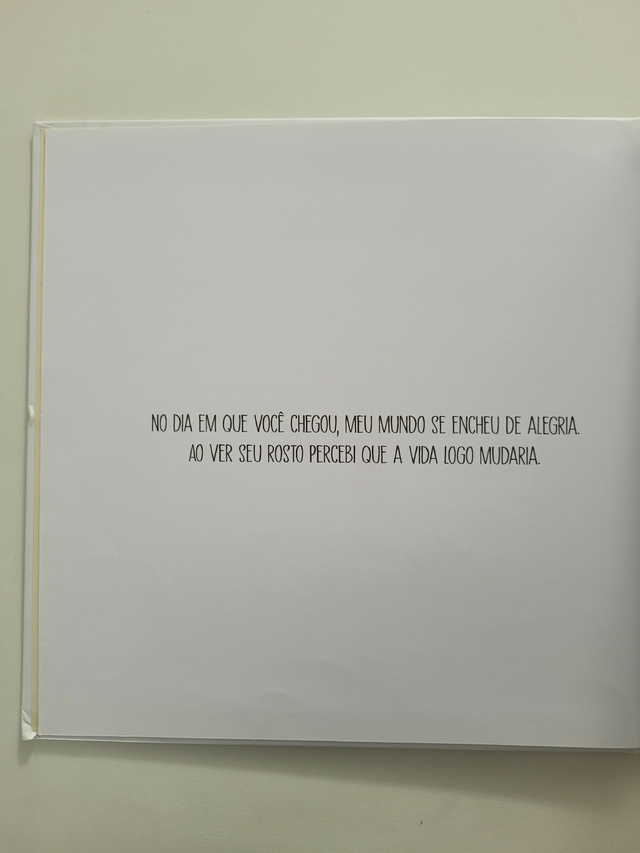 NO DIA EM QUE VOCÊ CHEGOU, MEU MUNDO SE ENCHEU DE ALEGRIA.
AO VER SEU ROSTO PERCEBI QUE A VIDA LOGO MUDARIA.